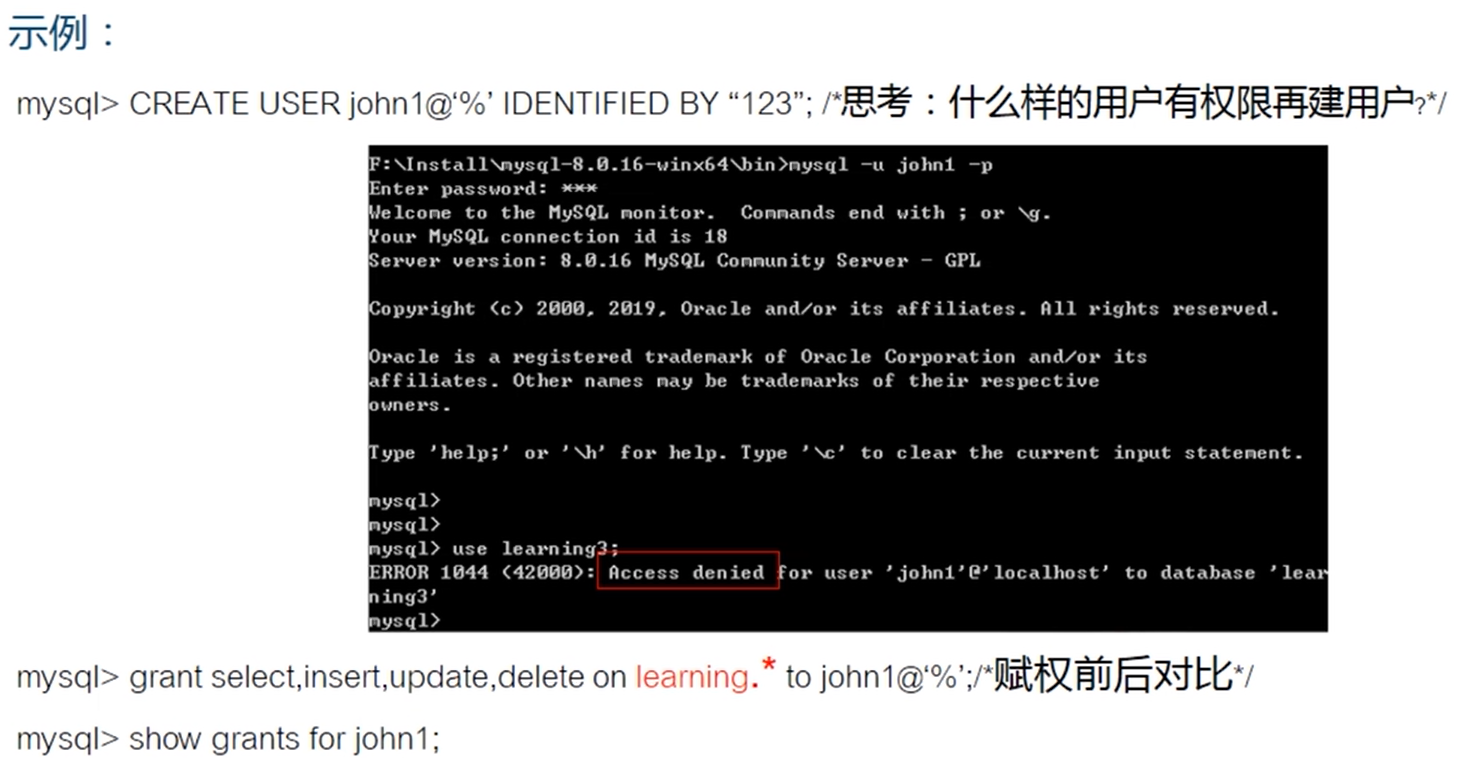 示例：
mysql> CREATE USER john1@‘%’ IDENTIFIED BY “123”; /*思考：什么样的用户有权限再建用户?*/
F:\Install\mysql-8.0.16-winx64\bin>mysql -u john1 -p
Enter password: ***
Welcome to the MySQL monitor.  Commands end with ; or \g.
Your MySQL connection id is 18
Server version: 8.0.16 MySQL Community Server - GPL
Copyright (c) 2000, 2019, Oracle and/or its affiliates. All rights reserved.
Oracle is a registered trademark of Oracle Corporation and/or its
affiliates. Other names may be trademarks of their respective
owners.
Type 'help;' or '\h' for help. Type '\c' to clear the current input statement.
mysql>
mysql>
mysql> use learning3;
ERROR 1044 (42000): Access denied for user 'john1'@'localhost' to database 'lear
ning3'
mysql>
mysql> grant select,insert,update,delete on learning.* to john1@‘%’;/*赋权前后对比*/
mysql> show grants for john1;